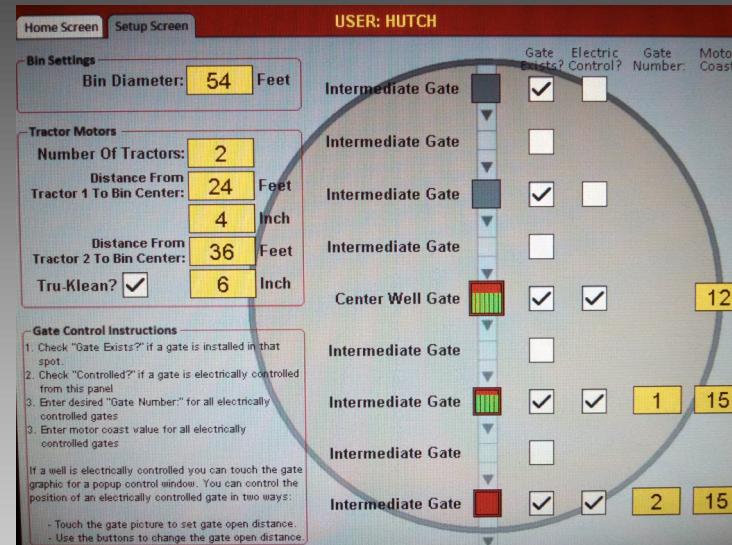 Home Screen
Setup Screen
USER: HUTCH
Bin Settings
Bin Diameter: 54 Feet
Tractor Motors
Number Of Tractors: 2
Distance From
Tractor 1 To Bin Center: 24 Feet
4 Inch
Distance From
Tractor 2 To Bin Center: 36 Feet
Tru-Klean? 6 Inch
Gate Control Instructions
1. Check "Gate Exists?" if a gate is installed in that
spot.
2. Check "Controlled?" if a gate is electrically controlled
from this panel
3. Enter desired "Gate Number:" for all electrically
controlled gates
3. Enter motor coast value for all electrically
controlled gates
If a well is electrically controlled you can touch the gate
graphic for a popup control window. You can control the
position of an electrically controlled gate in two ways:
- Touch the gate picture to set gate open distance.
- Use the buttons to change the gate open distance.
Gate Electric Gate Moto
Exists? Control? Number: Coast
Intermediate Gate
Intermediate Gate
Intermediate Gate
Intermediate Gate
Center Well Gate 12
Intermediate Gate
Intermediate Gate 1 15
Intermediate Gate
Intermediate Gate 2 15